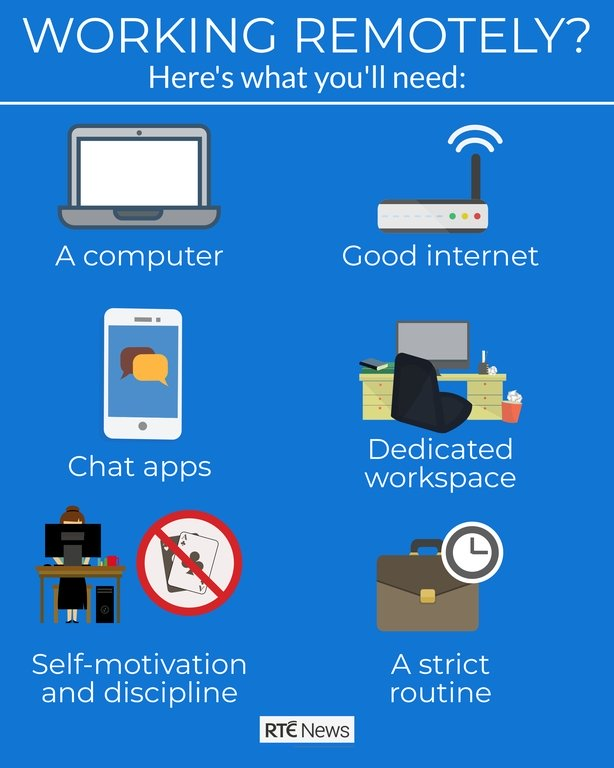 WORKING REMOTELY?
Here's what you'll need:
A computer
Good internet
Chat apps
Dedicated
workspace
Self-motivation
and discipline
A strict
routine
RTÉ News